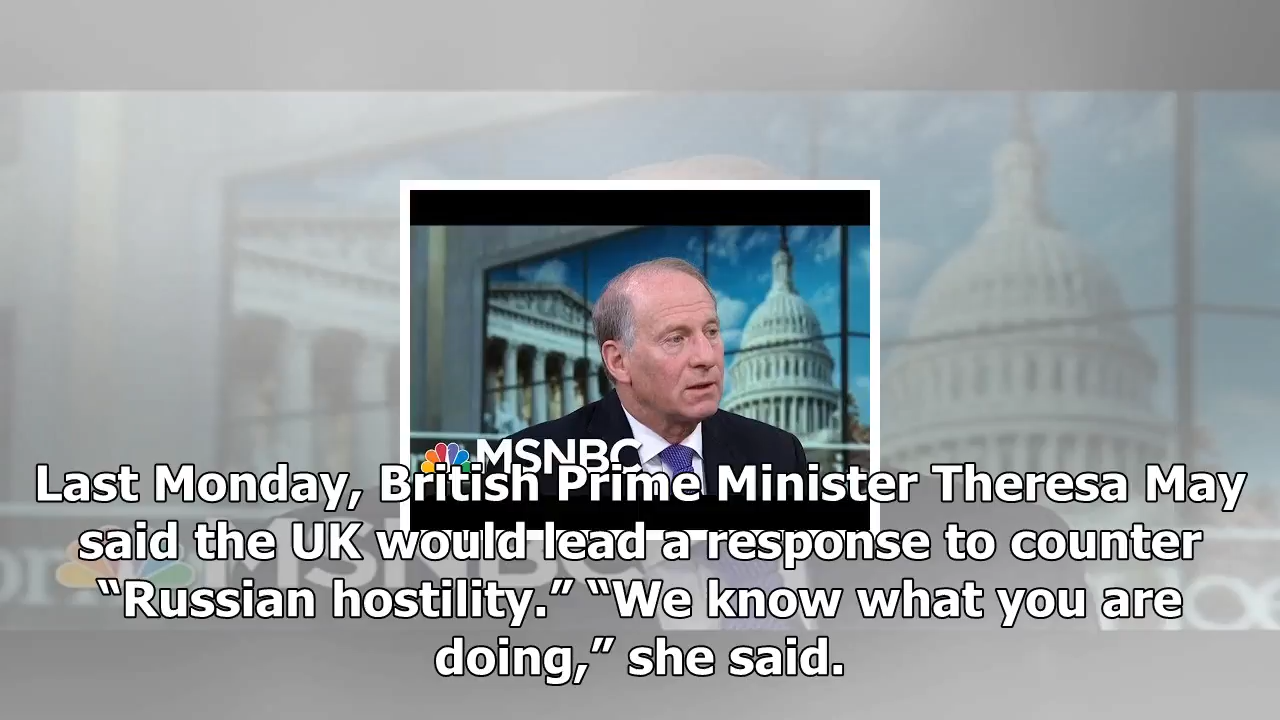 MSNBC
Last Monday, British Prime Minister Theresa May
said the UK would lead a response to counter
“Russian hostility.” “We know what you are
doing,” she said.